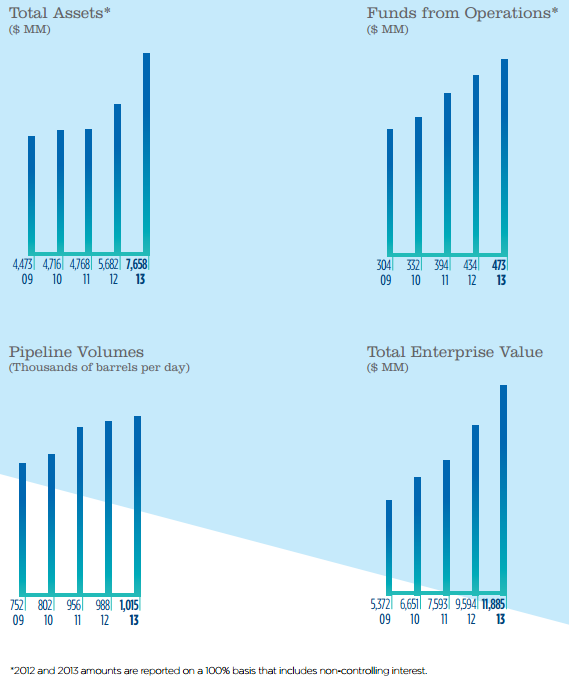 Total Assets*
($ MM)
4,473 4,716 4,768 5,682 7,658
09 10 11 12 13
Funds from Operations*
($ MM)
304 332 394 434 473
09 10 11 12 13
Pipeline Volumes
(Thousands of barrels per day)
752 802 956 988 1,015
09 10 11 12 13
Total Enterprise Value
($ MM)
5,372 6,651 7,593 9,594 11,885
09 10 11 12 13
*2012 and 2013 amounts are reported on a 100% basis that includes non-controlling interest.